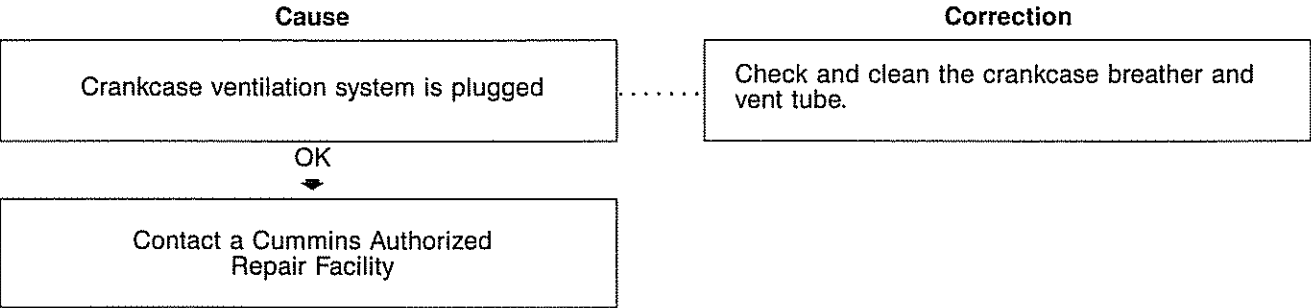 Cause
Correction
Crankcase ventilation system is plugged
Check and clean the crankcase breather and
vent tube.
OK
Contact a Cummins Authorized
Repair Facility